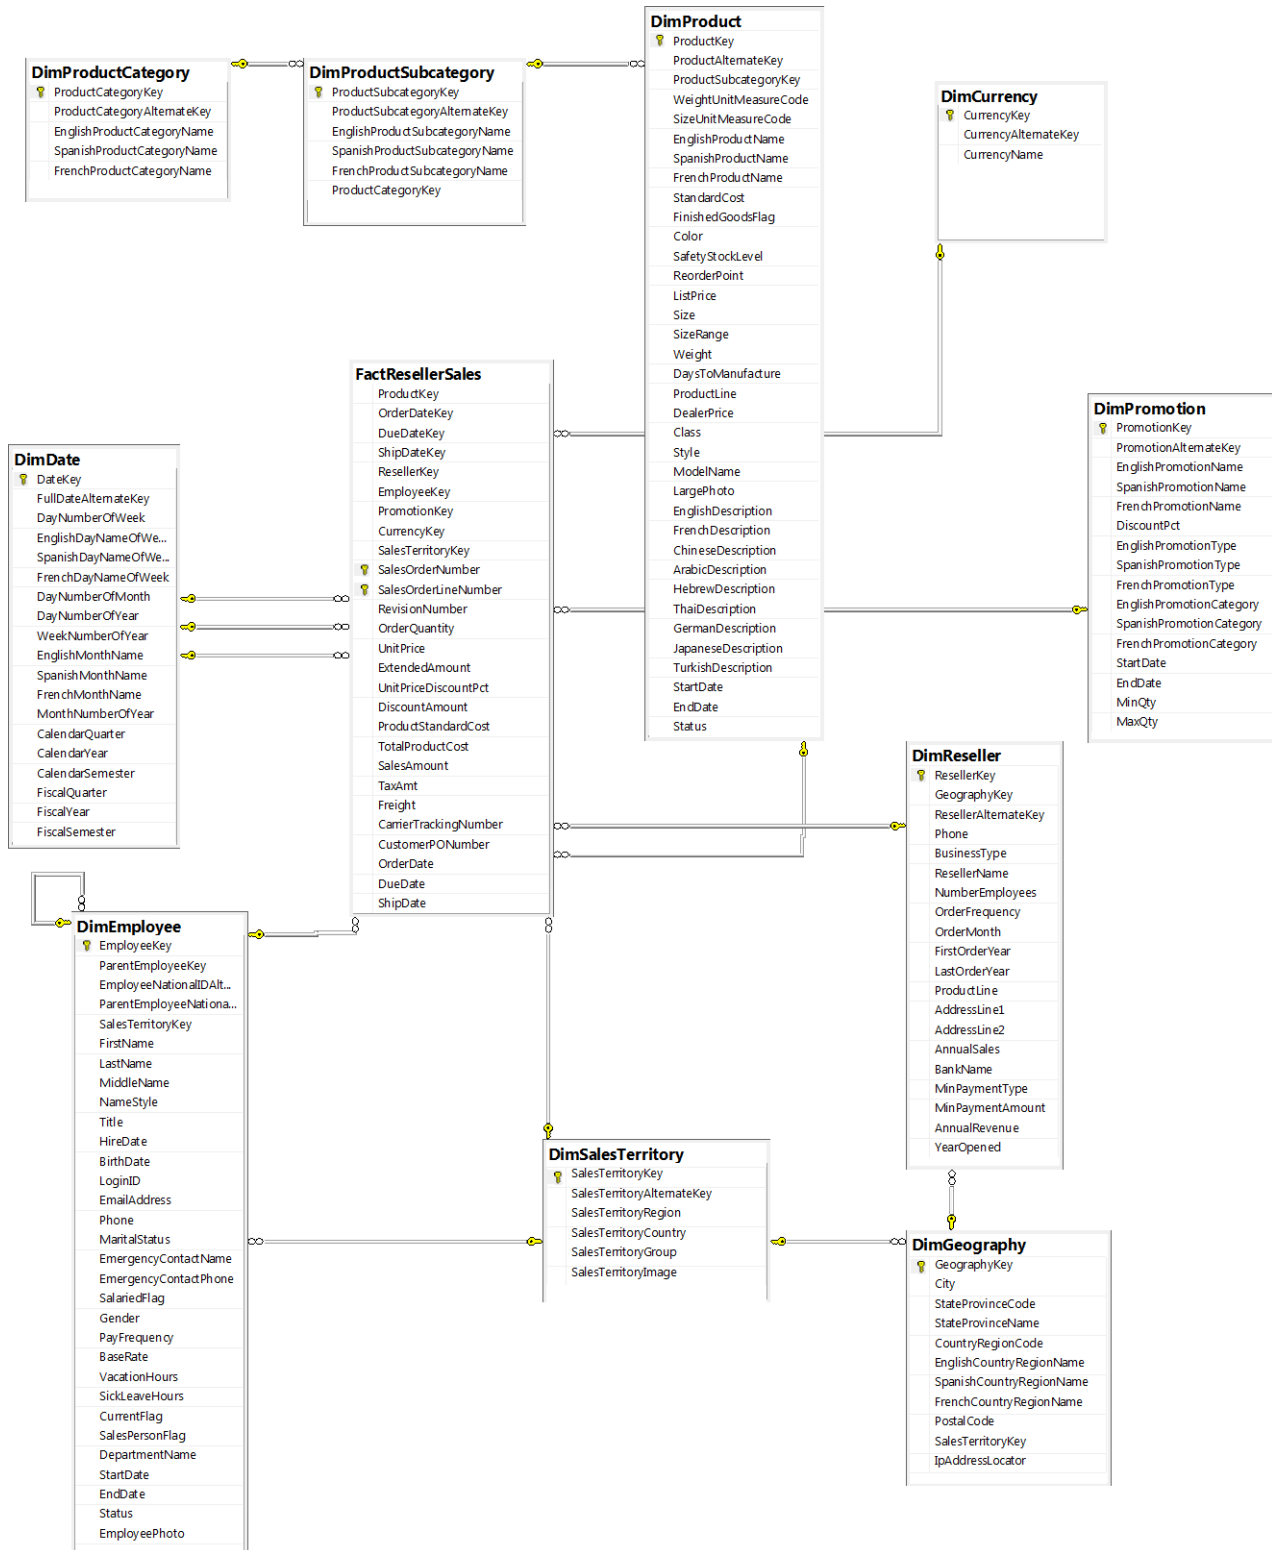 DimProductCategory
ProductCategoryKey
ProductCategoryAlternateKey
EnglishProductCategoryName
SpanishProductCategoryName
FrenchProductCategoryName
DimProductSubcategory
ProductSubcategoryKey
ProductSubcategoryAlternateKey
EnglishProductSubcategoryName
SpanishProductSubcategoryName
FrenchProductSubcategoryName
ProductCategoryKey
DimProduct
ProductKey
ProductAlternateKey
ProductSubcategoryKey
WeightUnitMeasureCode
SizeUnitMeasureCode
EnglishProductName
SpanishProductName
FrenchProductName
StandardCost
FinishedGoodsFlag
Color
SafetyStockLevel
ReorderPoint
ListPrice
Size
SizeRange
Weight
DaysToManufacture
ProductLine
DealerPrice
Class
Style
ModelName
LargePhoto
EnglishDescription
FrenchDescription
ChineseDescription
ArabicDescription
HebrewDescription
ThaiDescription
GermanDescription
JapaneseDescription
TurkishDescription
StartDate
EndDate
Status
DimCurrency
CurrencyKey
CurrencyAlternateKey
CurrencyName
FactResellerSales
ProductKey
OrderDateKey
DueDateKey
ShipDateKey
ResellerKey
EmployeeKey
PromotionKey
CurrencyKey
SalesTerritoryKey
SalesOrderNumber
SalesOrderLineNumber
RevisionNumber
OrderQuantity
UnitPrice
ExtendedAmount
UnitPriceDiscountPct
DiscountAmount
ProductStandardCost
TotalProductCost
SalesAmount
TaxAmt
Freight
CarrierTrackingNumber
CustomerPONumber
OrderDate
DueDate
ShipDate
DimPromotion
PromotionKey
PromotionAlternateKey
EnglishPromotionName
SpanishPromotionName
FrenchPromotionName
DiscountPct
EnglishPromotionType
SpanishPromotionType
FrenchPromotionType
EnglishPromotionCategory
SpanishPromotionCategory
FrenchPromotionCategory
StartDate
EndDate
MinQty
MaxQty
DimDate
DateKey
FullDateAlternateKey
DayNumberOfWeek
EnglishDayNameOfWe...
SpanishDayNameOfWe...
FrenchDayNameOfWeek
DayNumberOfMonth
DayNumberOfYear
WeekNumberOfYear
EnglishMonthName
SpanishMonthName
FrenchMonthName
MonthNumberOfYear
CalendarQuarter
CalendarYear
CalendarSemester
FiscalQuarter
FiscalYear
FiscalSemester
DimReseller
ResellerKey
GeographyKey
ResellerAlternateKey
Phone
BusinessType
ResellerName
NumberEmployees
OrderFrequency
OrderMonth
FirstOrderYear
LastOrderYear
ProductLine
AddressLine1
AddressLine2
AnnualSales
BankName
MinPaymentType
MinPaymentAmount
AnnualRevenue
YearOpened
DimEmployee
EmployeeKey
ParentEmployeeKey
EmployeeNationalIDAlt...
ParentEmployeeNationa...
SalesTerritoryKey
FirstName
LastName
MiddleName
NameStyle
Title
HireDate
BirthDate
LoginID
EmailAddress
Phone
MaritalStatus
EmergencyContactName
EmergencyContactPhone
SalariedFlag
Gender
PayFrequency
BaseRate
VacationHours
SickLeaveHours
CurrentFlag
SalesPersonFlag
DepartmentName
StartDate
EndDate
Status
EmployeePhoto
DimSalesTerritory
SalesTerritoryKey
SalesTerritoryAlternateKey
SalesTerritoryRegion
SalesTerritoryCountry
SalesTerritoryGroup
SalesTerritoryImage
DimGeography
GeographyKey
City
StateProvinceCode
StateProvinceName
CountryRegionCode
EnglishCountryRegionName
SpanishCountryRegionName
FrenchCountryRegionName
PostalCode
SalesTerritoryKey
IpAddressLocator